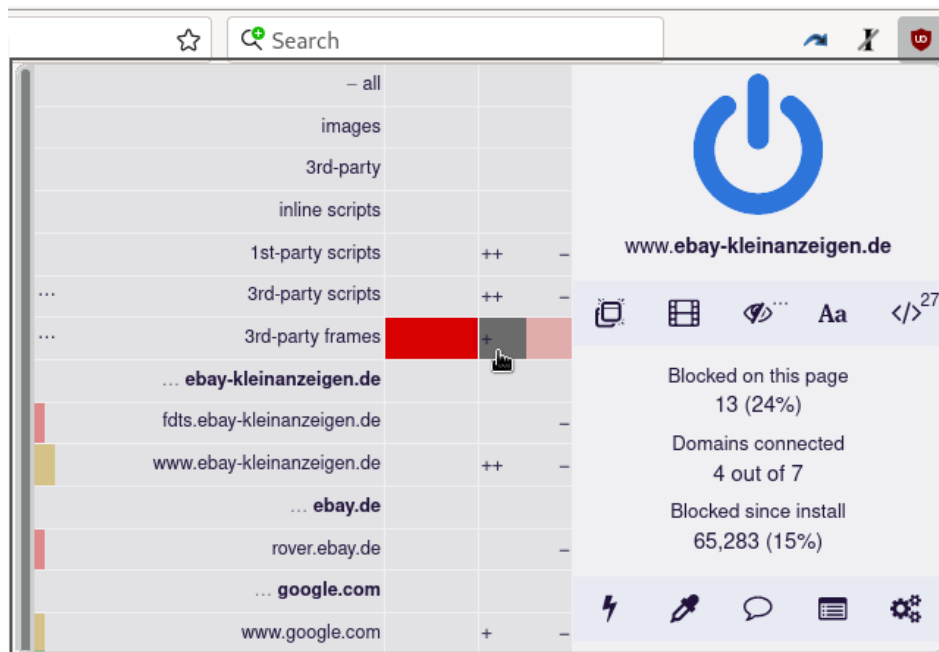 Search
– all
images
3rd-party
inline scripts
1st-party scripts ++ –
... 3rd-party scripts ++ –
... 3rd-party frames +
... ebay-kleinanzeigen.de
fdts.ebay-kleinanzeigen.de –
www.ebay-kleinanzeigen.de ++ –
... ebay.de
rover.ebay.de –
... google.com
www.google.com + –
www.ebay-kleinanzeigen.de
... Aa </> 27
Blocked on this page
13 (24%)
Domains connected
4 out of 7
Blocked since install
65,283 (15%)